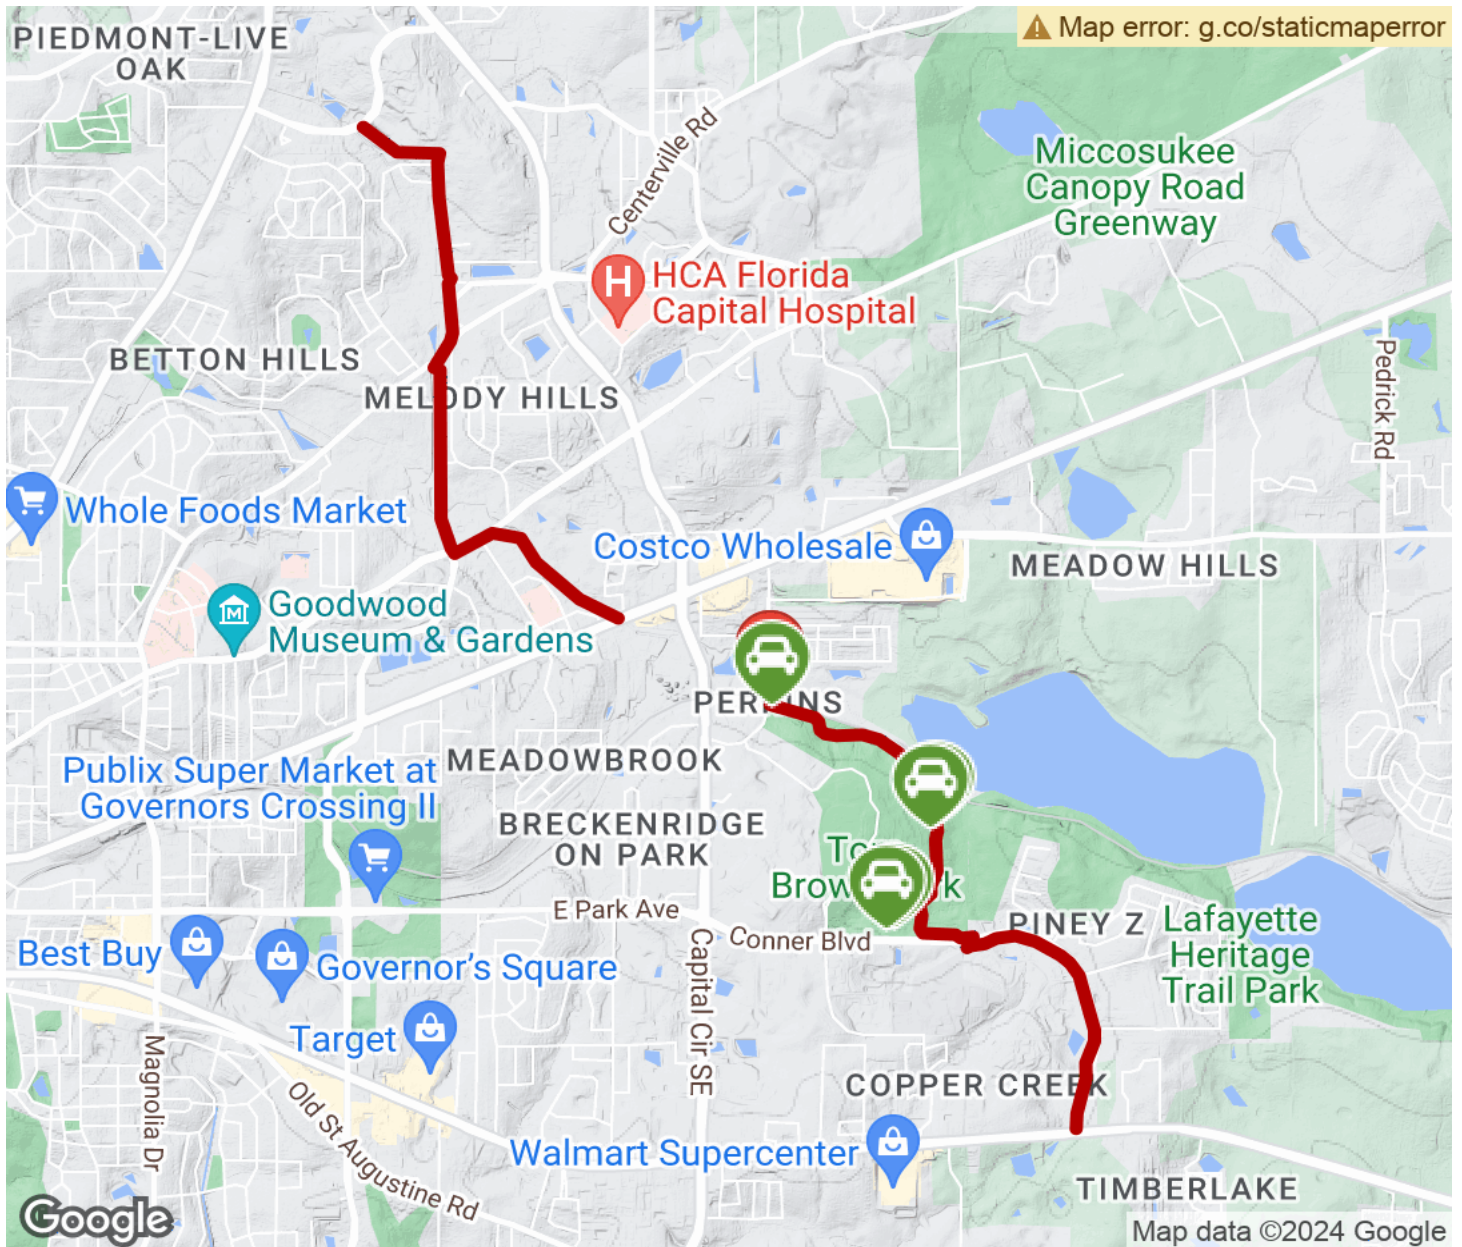 PIEDMONT-LIVE
OAK
Map error: g.co/staticmaperror
Centerville Rd
Miccosukee
Canopy Road
Greenway
H
HCA Florida
Capital Hospital
BETTON HILLS
MELODY HILLS
Pedrick Rd
Whole Foods Market
Costco Wholesale
MEADOW HILLS
M
Goodwood
Museum & Gardens
PERKINS
MEADOWBROOK
Publix Super Market at
Governors Crossing II
BRECKENRIDGE
ON PARK
To
Brow k
E Park Ave
Conner Blvd
PINEY Z
Lafayette
Heritage
Trail Park
Best Buy
Governor's Square
Capital Cir SE
Target
Magnolia Dr
Old St Augustine Rd
COPPER CREEK
Walmart Supercenter
TIMBERLAKE
Google
Map data ©2024 Google